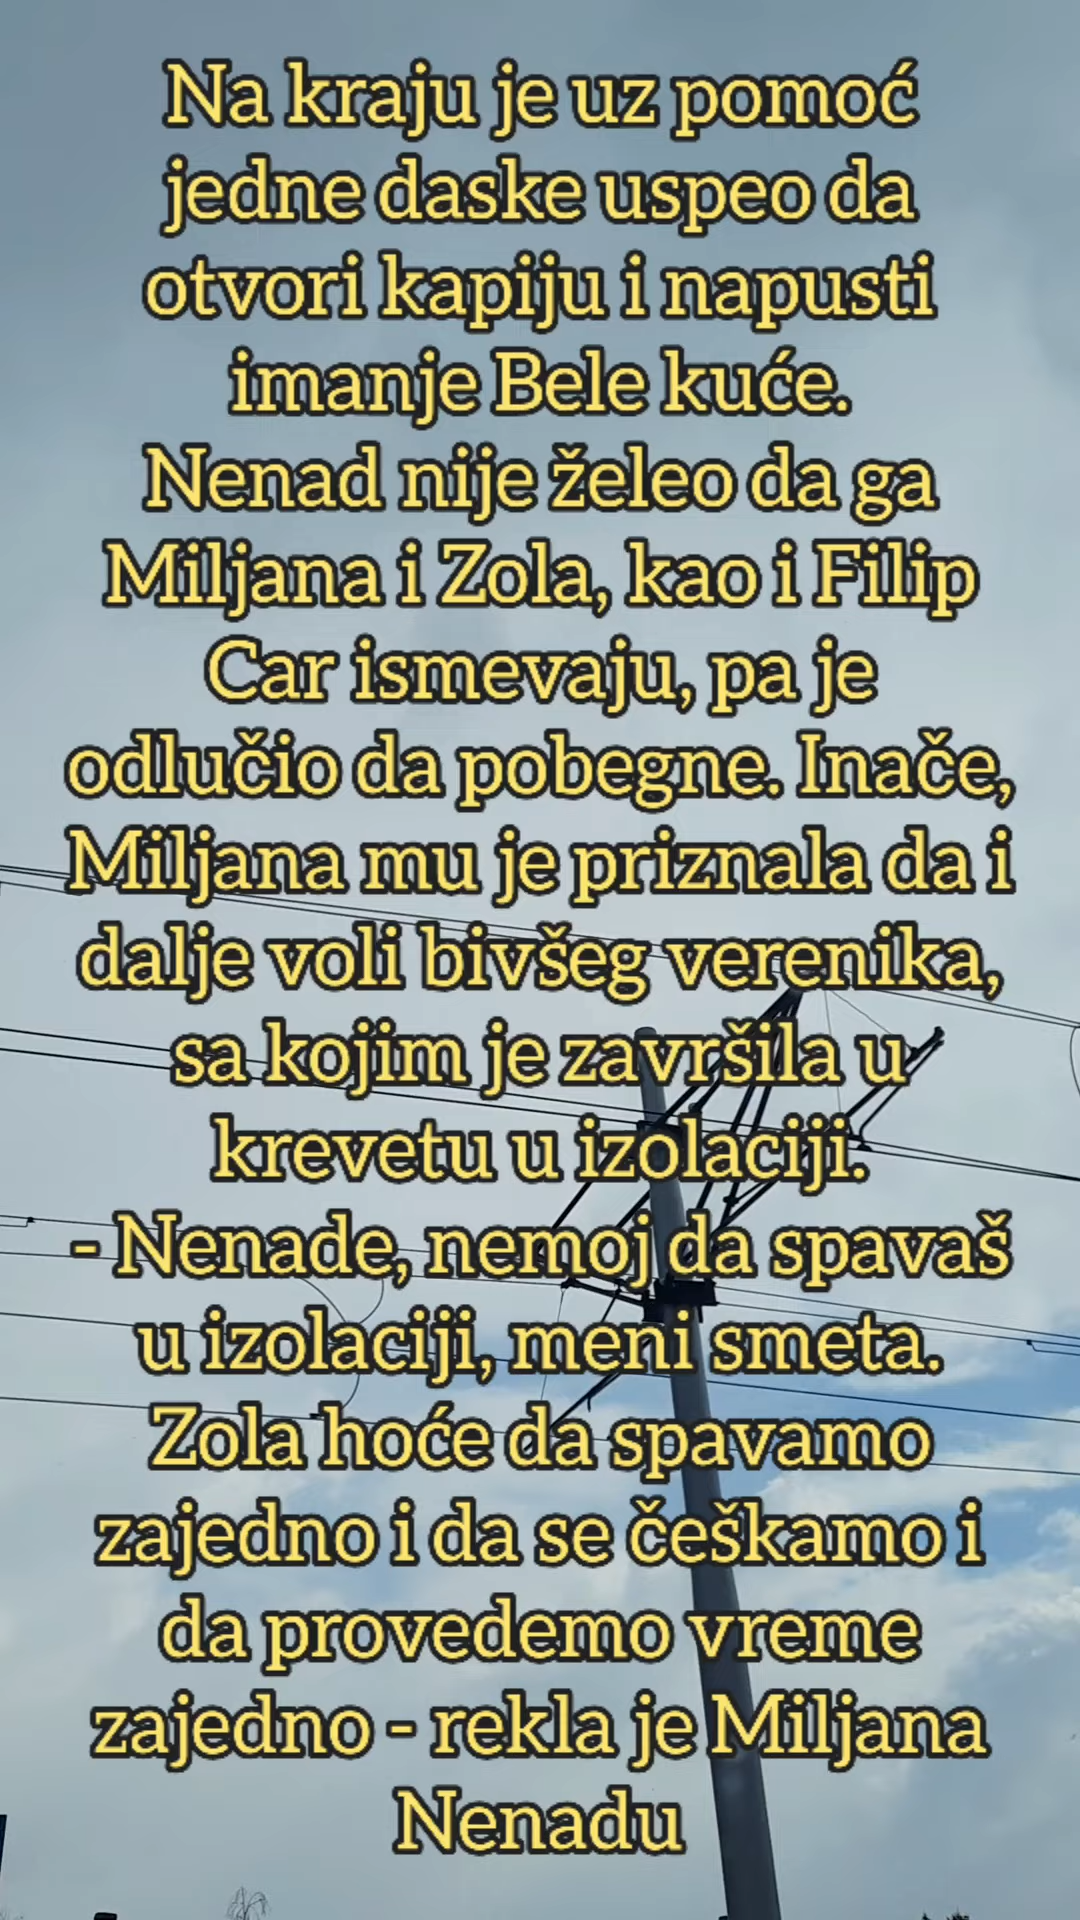 Na kraju je uz pomoć
jedne daske uspeo da
otvori kapiju i napusti
imanje Bele kuće.
Nenad nije želeo da ga
Miljana i Zola, kao i Filip
Car ismevaju, pa je
odlučio da pobegne. Inače,
Miljana mu je priznala da i
dalje voli bivšeg verenika,
sa kojim je završila u
krevetu u izolaciji.
- Nenade, nemoj da spavaš
u izolaciji, meni smeta.
Zola hoće da spavamo
zajedno i da se češkamo i
da provedemo vreme
zajedno - rekla je Miljana
Nenadu